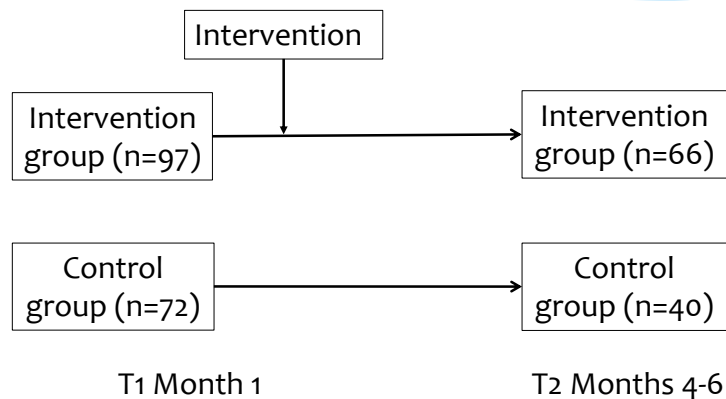 Intervention
Intervention
group (n=97)
Intervention
group (n=66)
Control
group (n=72)
Control
group (n=40)
T1 Month 1
T2 Months 4-6